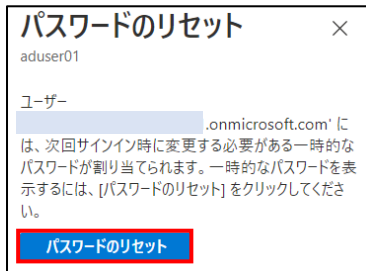 パスワードのリセット
aduser01
ユーザー
.onmicrosoft.com' に
は、次回サインイン時に変更する必要がある一時的な
パスワードが割り当てられます。一時的なパスワードを表
示するには、[パスワードのリセット] をクリックしてくださ
い。
パスワードのリセット